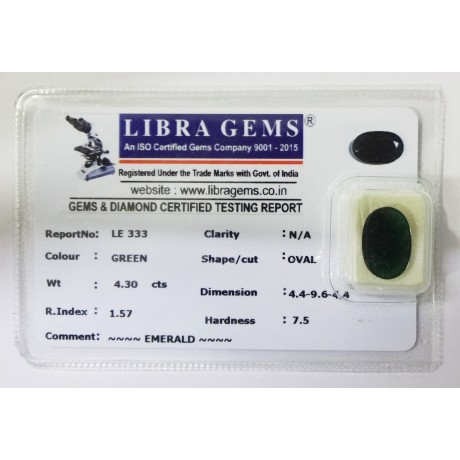 LIBRA GEMS®
An ISO Certified Gems Company 9001 - 2015
Registered Under the Trade Marks with Govt. of India
website : www.libragems.co.in
GEMS & DIAMOND CERTIFIED TESTING REPORT
ReportNo: LE 333 Clarity : N/A
Colour : GREEN Shape/cut : OVAL
Wt : 4.30 cts Dimension :
R.Index : 1.57 Hardness : 7.5
Comment: ~~~~ EMERALD ~~~~